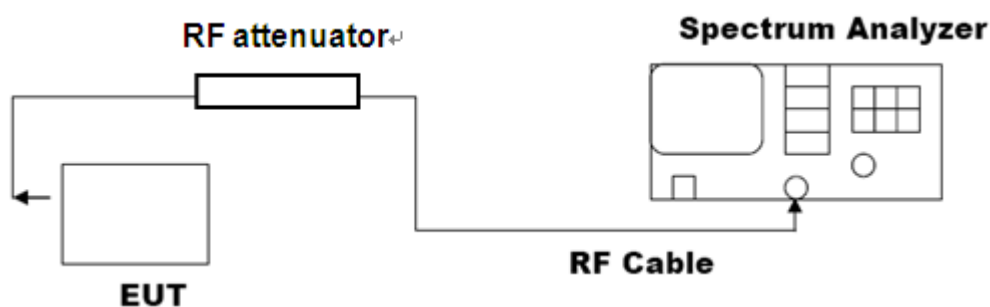 RF attenuator↵
Spectrum Analyzer
RF Cable
EUT